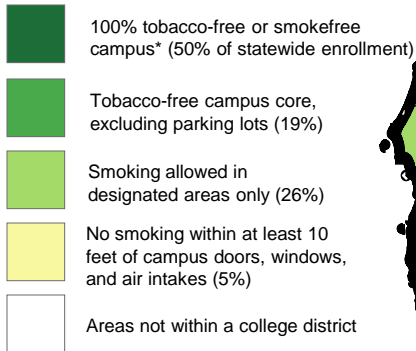 100% tobacco-free or smokefree
campus* (50% of statewide enrollment)
Tobacco-free campus core,
excluding parking lots (19%)
Smoking allowed in
designated areas only (26%)
No smoking within at least 10
feet of campus doors, windows,
and air intakes (5%)
Areas not within a college district